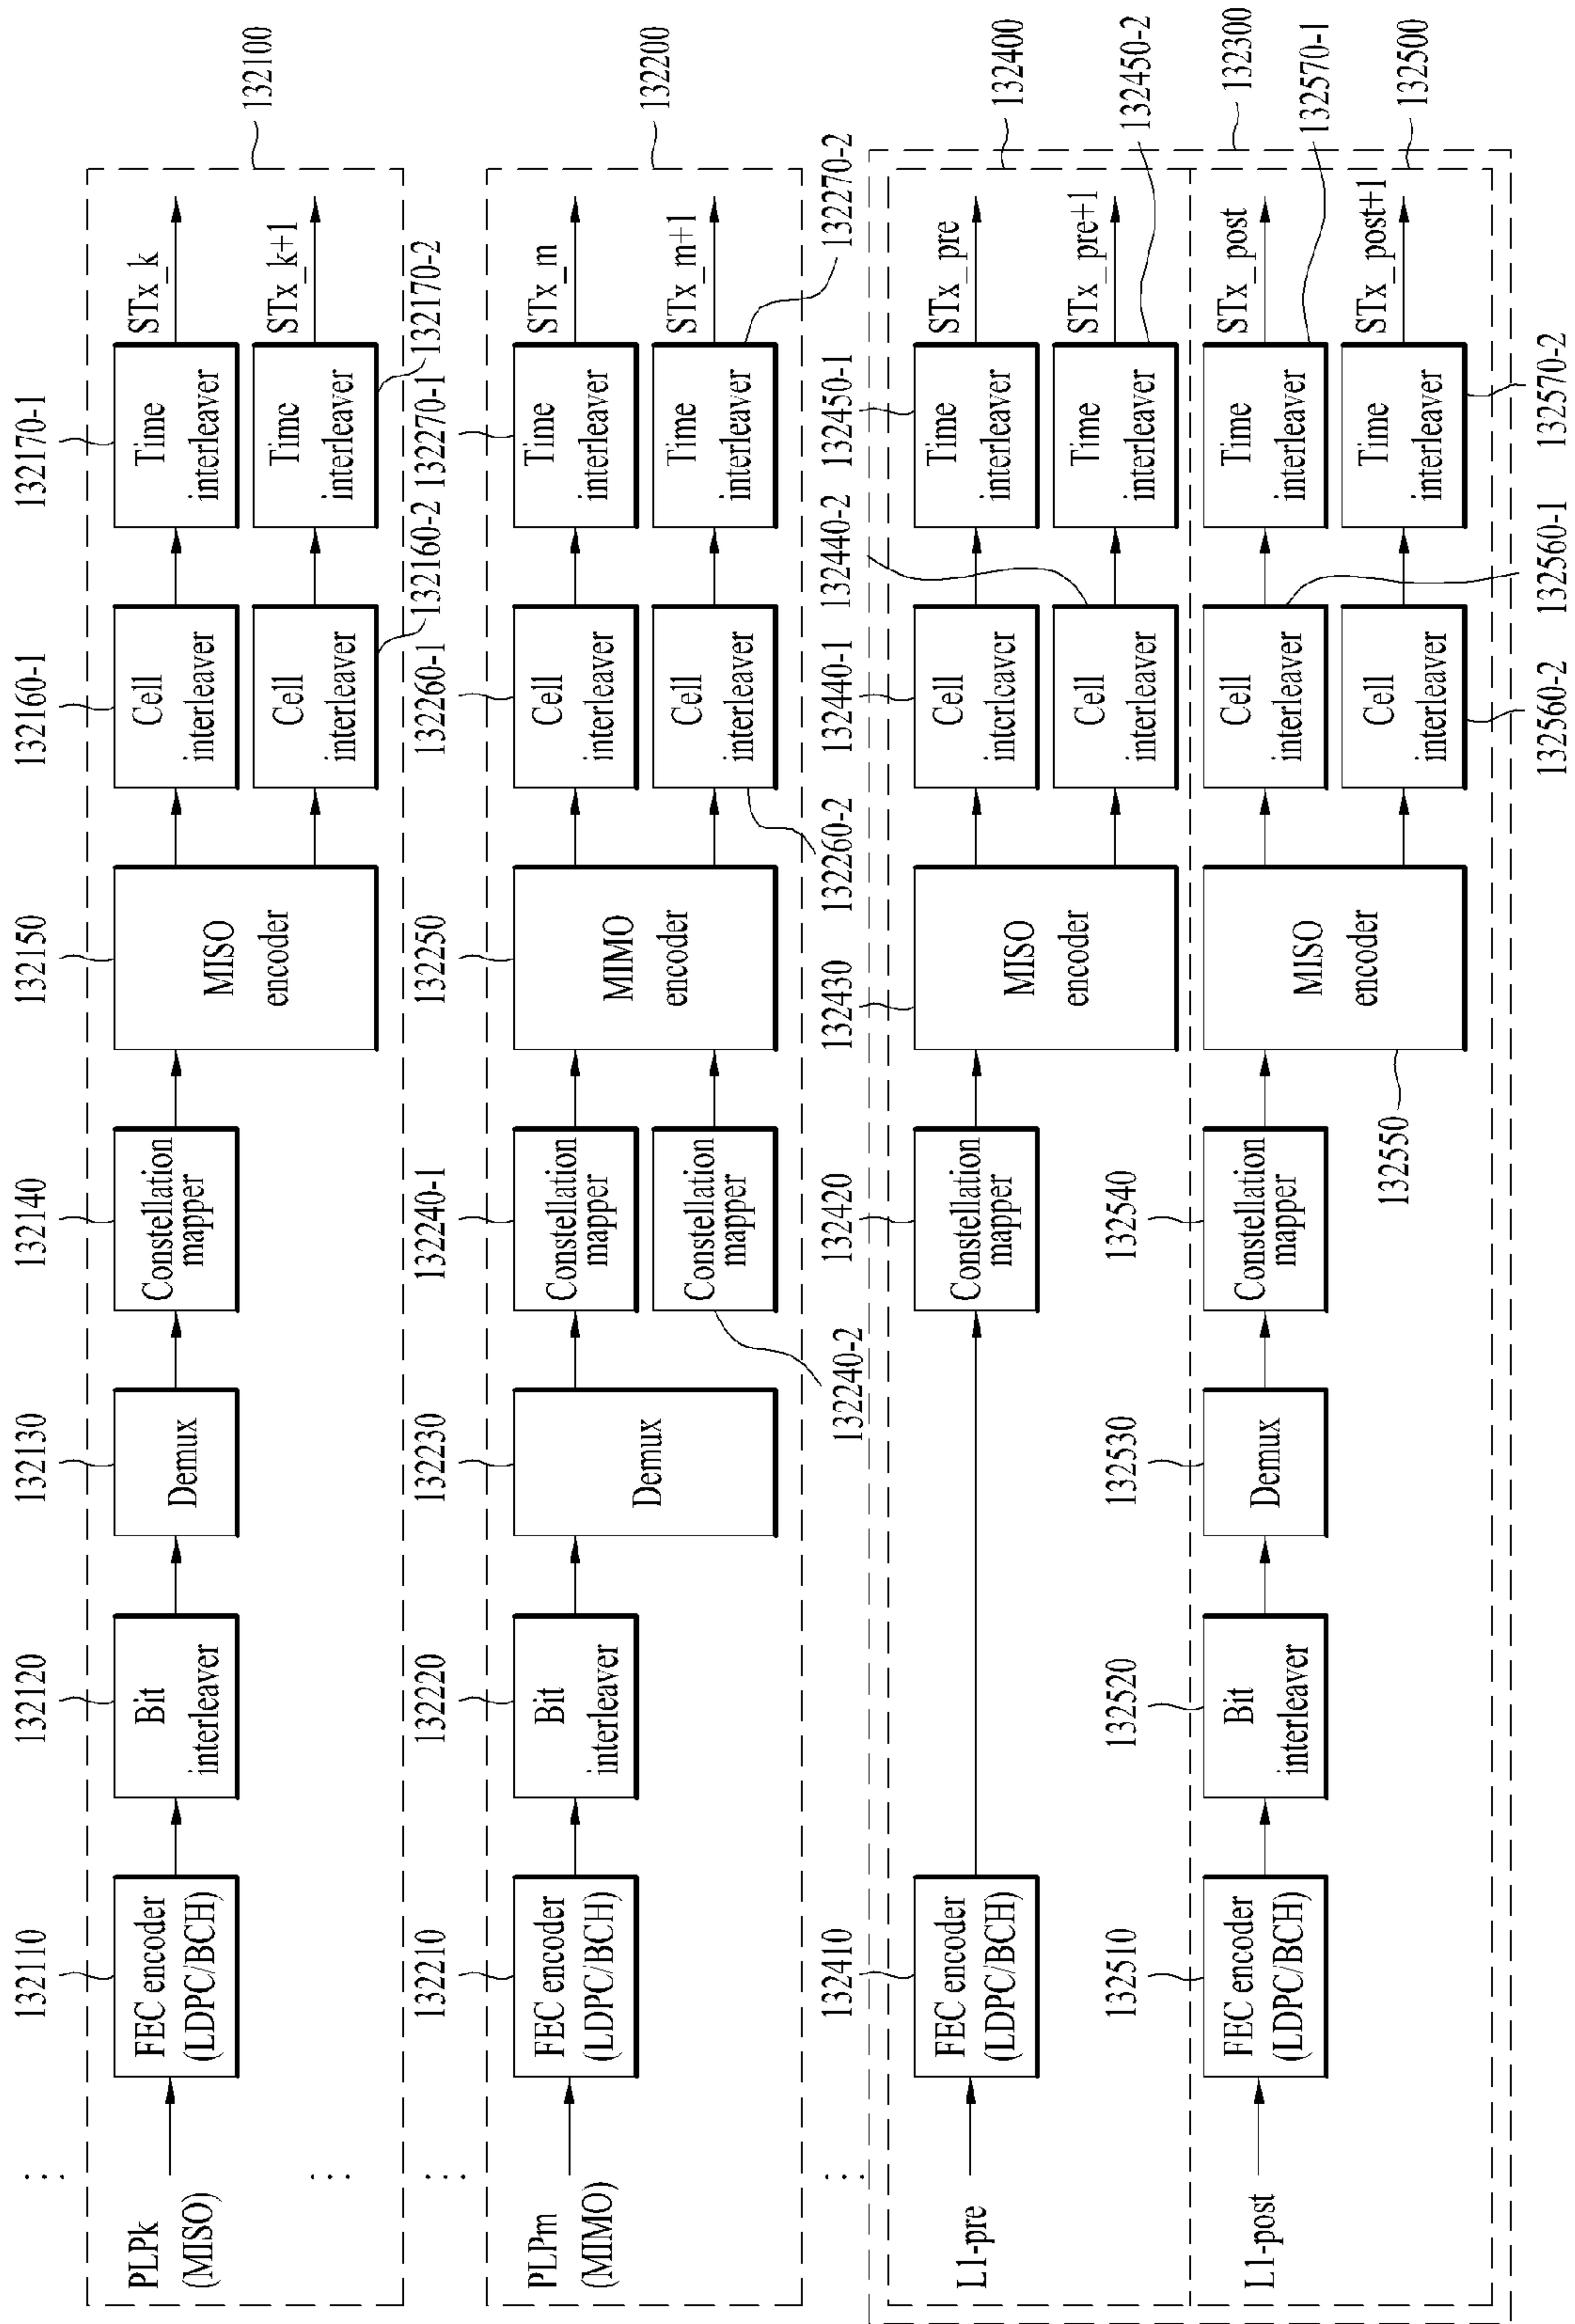 132110
132120
132130
132140
132150
132160-1
132170-1
PLPk
(MISO)
FEC encoder
(LDPC/BCH)
Bit
interleaver
Demux
Constellation
mapper
MISO
encoder
Cell
interleaver
Time
interleaver
STx_k
132100
Cell
interleaver
Time
interleaver
STx_k+1
132160-2
132170-2
132210
132220
132230
132240-1
132250
132260-1
132270-1
PLPm
(MIMO)
FEC encoder
(LDPC/BCH)
Bit
interleaver
Demux
Constellation
mapper
MIMO
encoder
Cell
interleaver
Time
interleaver
STx_m
132200
Constellation
mapper
Cell
interleaver
Time
interleaver
STx_m+1
132240-2
132260-2
132270-2
132410
132420
132430
132440-1
132440-2
132450-1
L1-pre
FEC encoder
(LDPC/BCH)
Constellation
mapper
MISO
encoder
Cell
interleaver
Time
interleaver
STx_pre
132400
Cell
interleaver
Time
interleaver
STx_pre+1
132450-2
132300
132510
132520
132530
132540
L1-post
FEC encoder
(LDPC/BCH)
Bit
interleaver
Demux
Constellation
mapper
MISO
encoder
Cell
interleaver
Time
interleaver
STx_post
132570-1
Cell
interleaver
Time
interleaver
STx_post+1
132500
132550
132560-2
132560-1
132570-2